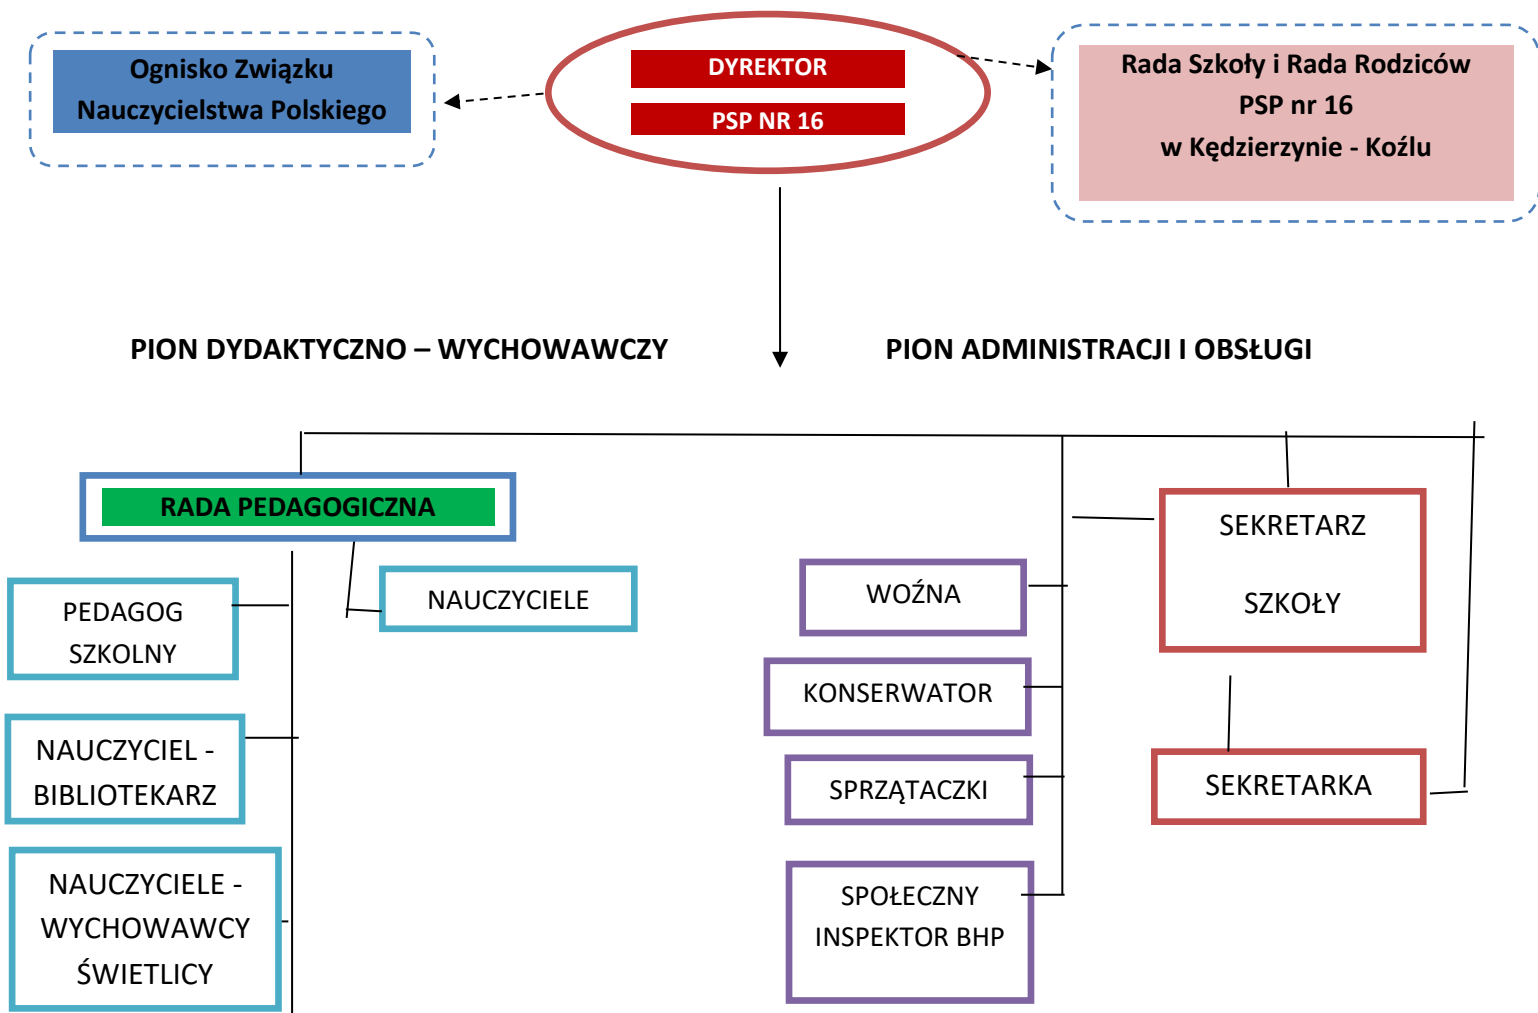 Ognisko Związku
Nauczycielstwa Polskiego
DYREKTOR
PSP NR 16
Rada Szkoły i Rada Rodziców
PSP nr 16
w Kędzierzynie - Koźlu
PION DYDAKTYCZNO – WYCHOWAWCZY
PION ADMINISTRACJI I OBSŁUGI
RADA PEDAGOGICZNA
PEDAGOG
SZKOLNY
NAUCZYCIELE
NAUCZYCIEL -
BIBLIOTEKARZ
NAUCZYCIELE -
WYCHOWAWCY
ŚWIETLICY
WOŹNA
KONSERWATOR
SPRZĄTACZKI
SPOŁECZNY
INSPEKTOR BHP
SEKRETARZ
SZKOŁY
SEKRETARKA